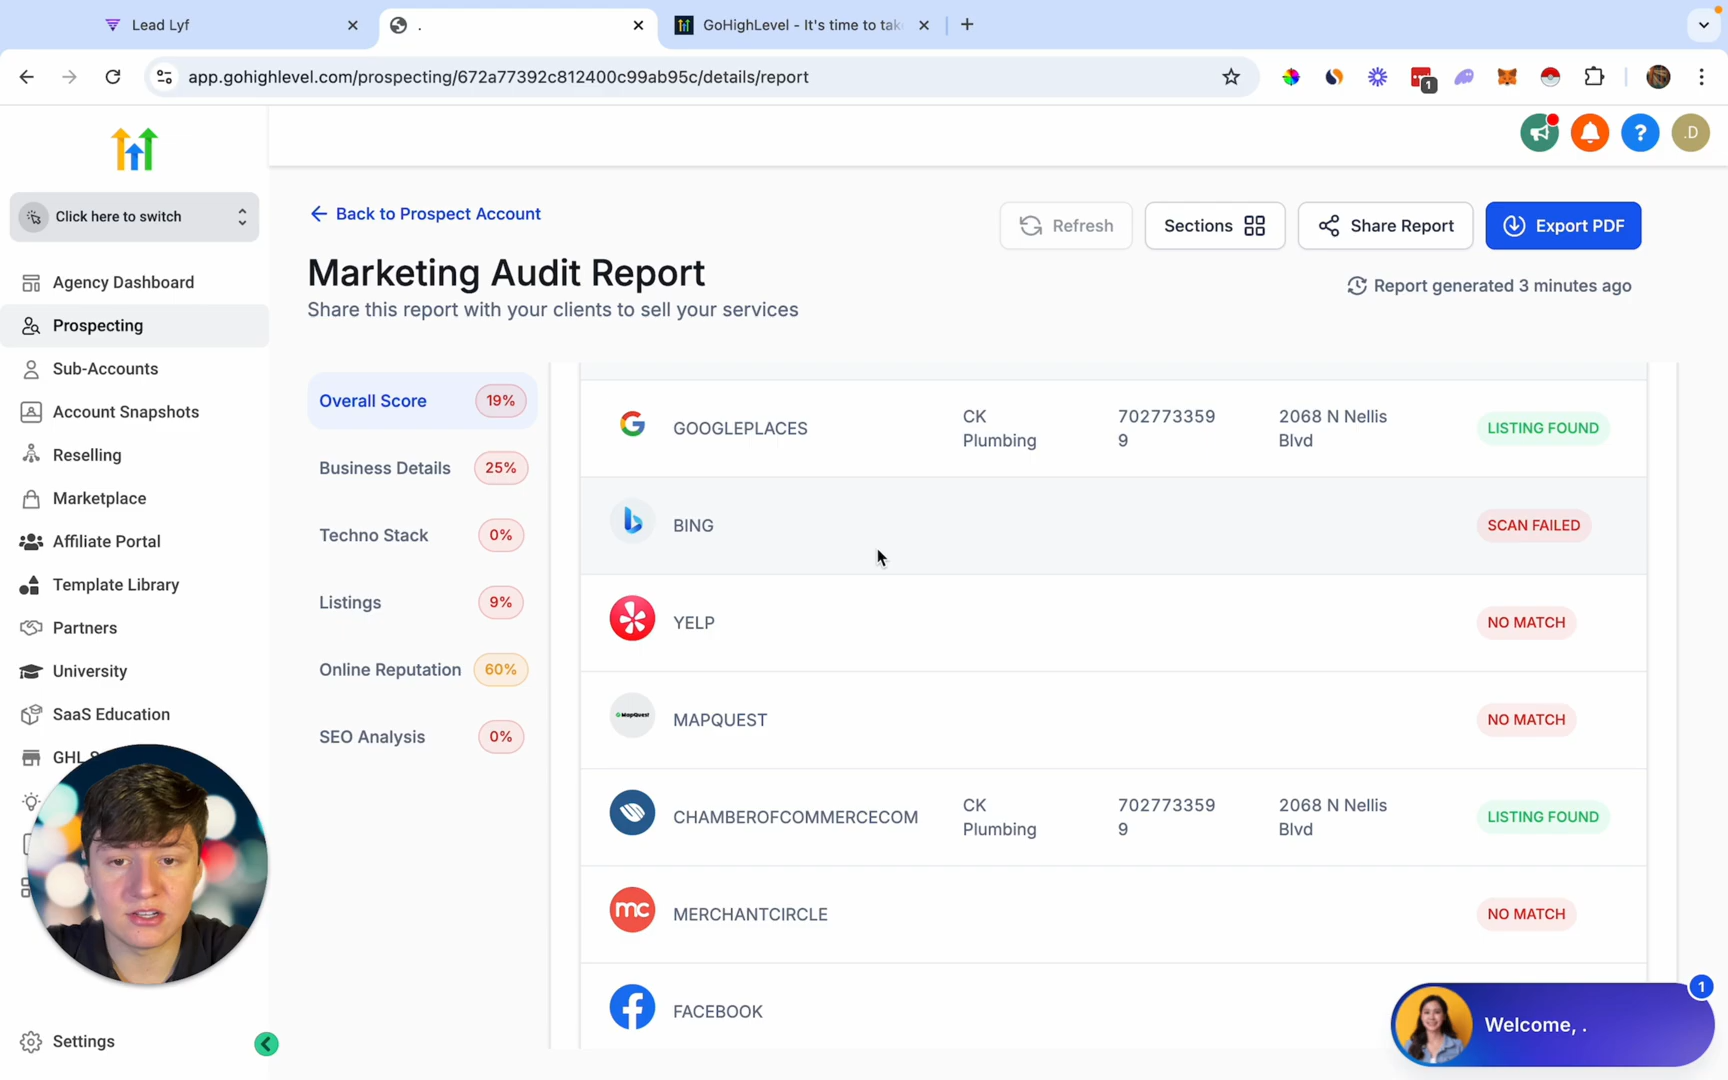 Lead Lyf
.
GoHighLevel - It's time to tak
app.gohighlevel.com/prospecting/672a77392c812400c99ab95c/details/report
1
.D
Click here to switch
Agency Dashboard
Prospecting
Sub-Accounts
Account Snapshots
Reselling
Marketplace
Affiliate Portal
Template Library
Partners
University
SaaS Education
GHL S
Settings
Back to Prospect Account
Refresh
Sections
Share Report
Export PDF
Marketing Audit Report
Share this report with your clients to sell your services
Report generated 3 minutes ago
Overall Score 19%
Business Details 25%
Techno Stack 0%
Listings 9%
Online Reputation 60%
SEO Analysis 0%
GOOGLEPLACES
CK
Plumbing
702773359
9
2068 N Nellis
Blvd
LISTING FOUND
BING
SCAN FAILED
YELP
NO MATCH
MapQuest
MAPQUEST
NO MATCH
CHAMBEROFCOMMERCECOM
CK
Plumbing
702773359
9
2068 N Nellis
Blvd
LISTING FOUND
mc
MERCHANTCIRCLE
NO MATCH
FACEBOOK
1
Welcome, .